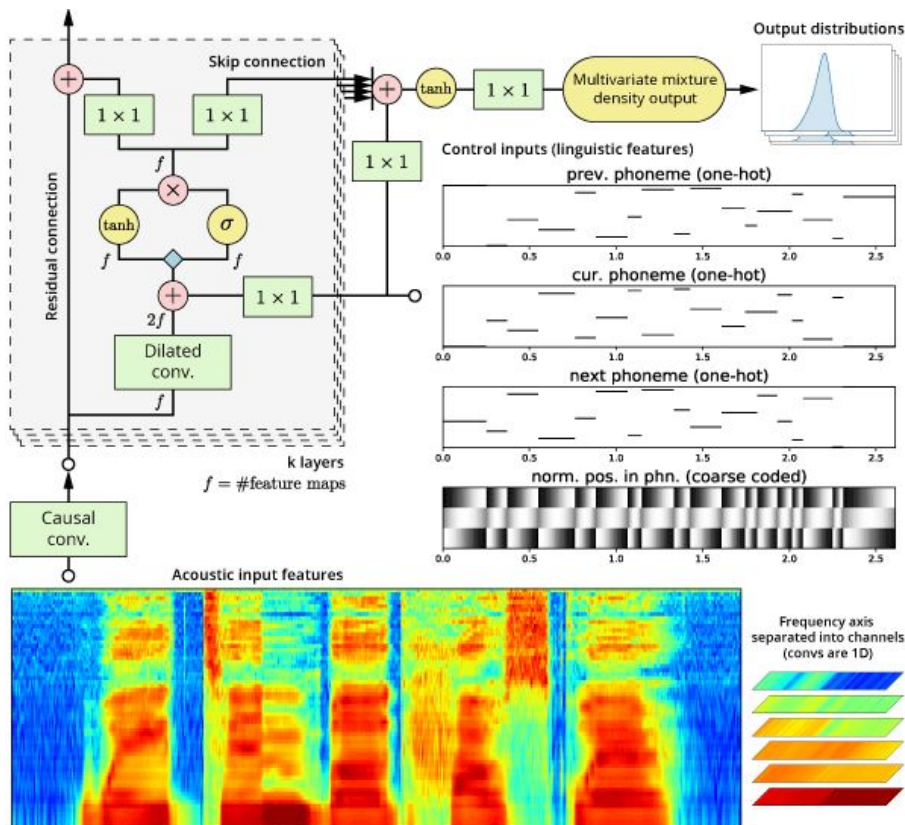 Output distributions
Skip connection
+
1 × 1
1 × 1
+
tanh
1 × 1
Multivariate mixture
density output
f
1 × 1
Control inputs (linguistic features)
prev. phoneme (one-hot)
0.0 0.5 1.0 1.5 2.0 2.5
×
tanh
σ
Residual connection
f
f
cur. phoneme (one-hot)
0.0 0.5 1.0 1.5 2.0 2.5
+
1 × 1
2f
Dilated
conv.
f
next phoneme (one-hot)
0.0 0.5 1.0 1.5 2.0 2.5
k layers
f = #feature maps
norm. pos. in phn. (coarse coded)
0.0 0.5 1.0 1.5 2.0 2.5
Causal
conv.
Acoustic input features
Frequency axis
separated into channels
(convs are 1D)